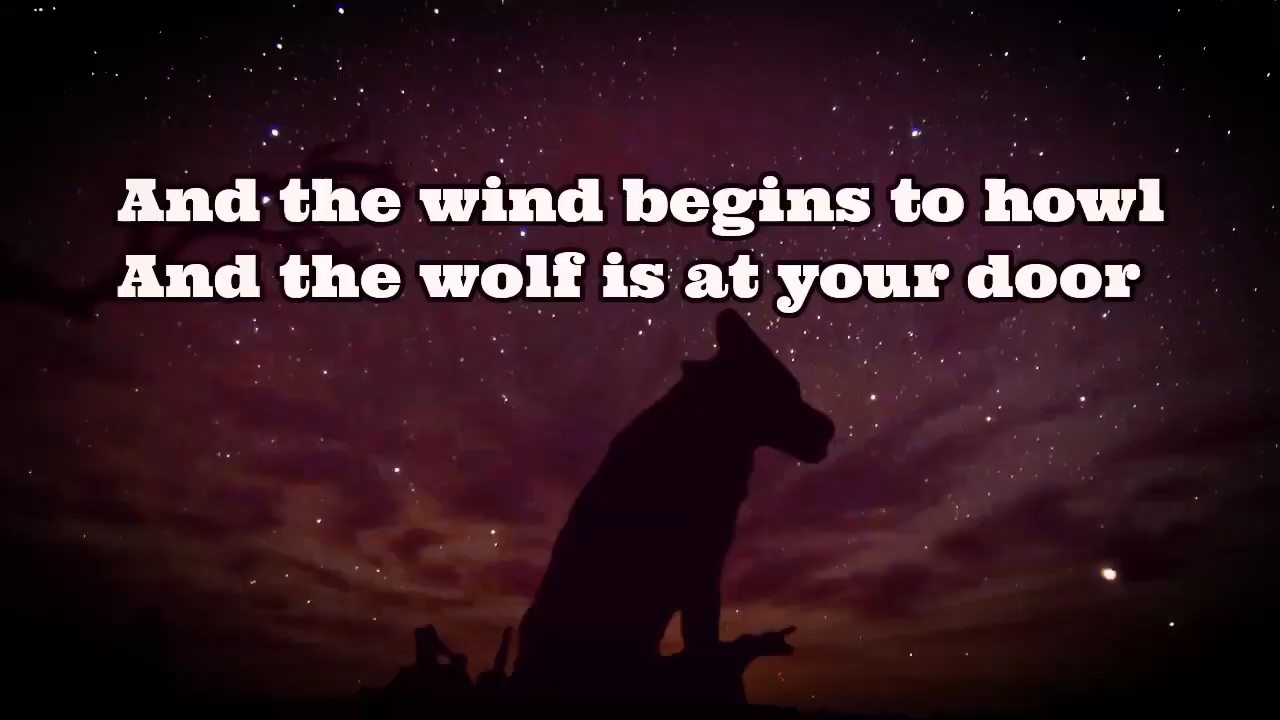 And the wind begins to howl
And the wolf is at your door